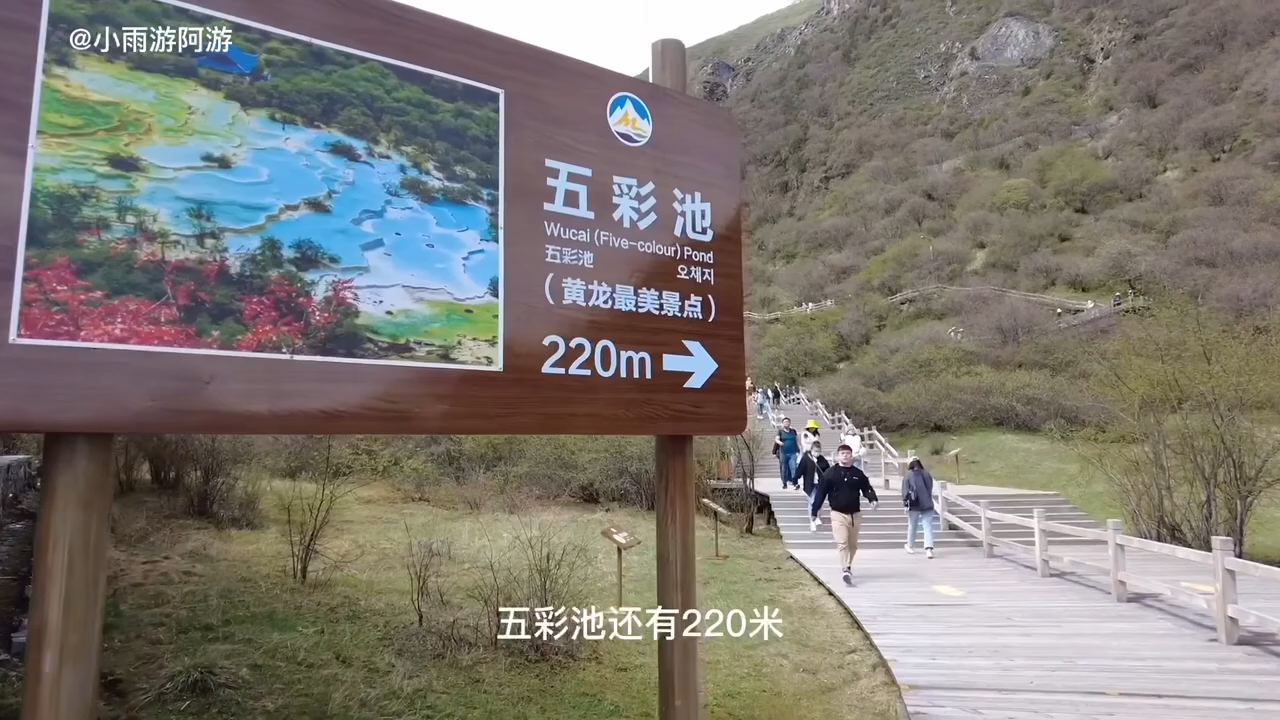 @小雨游阿游
五彩池
Wucai (Five-colour) Pond
五彩池 오채지
(黄龙最美景点)
220m
五彩池还有220米